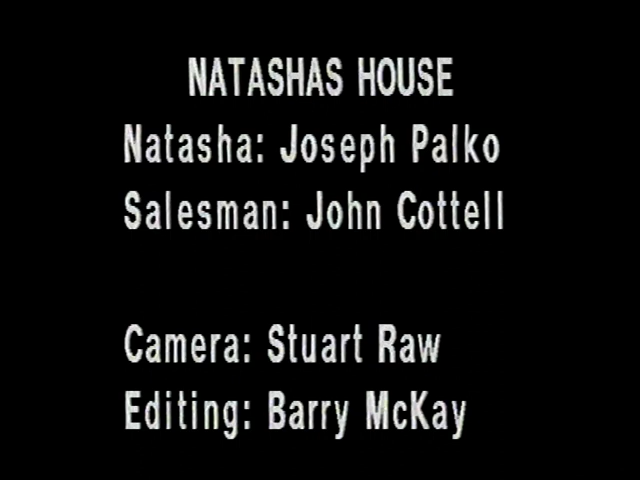 NATASHAS HOUSE
Natasha: Joseph Palko
Salesman: John Cottell
Camera: Stuart Raw
Editing: Barry McKay